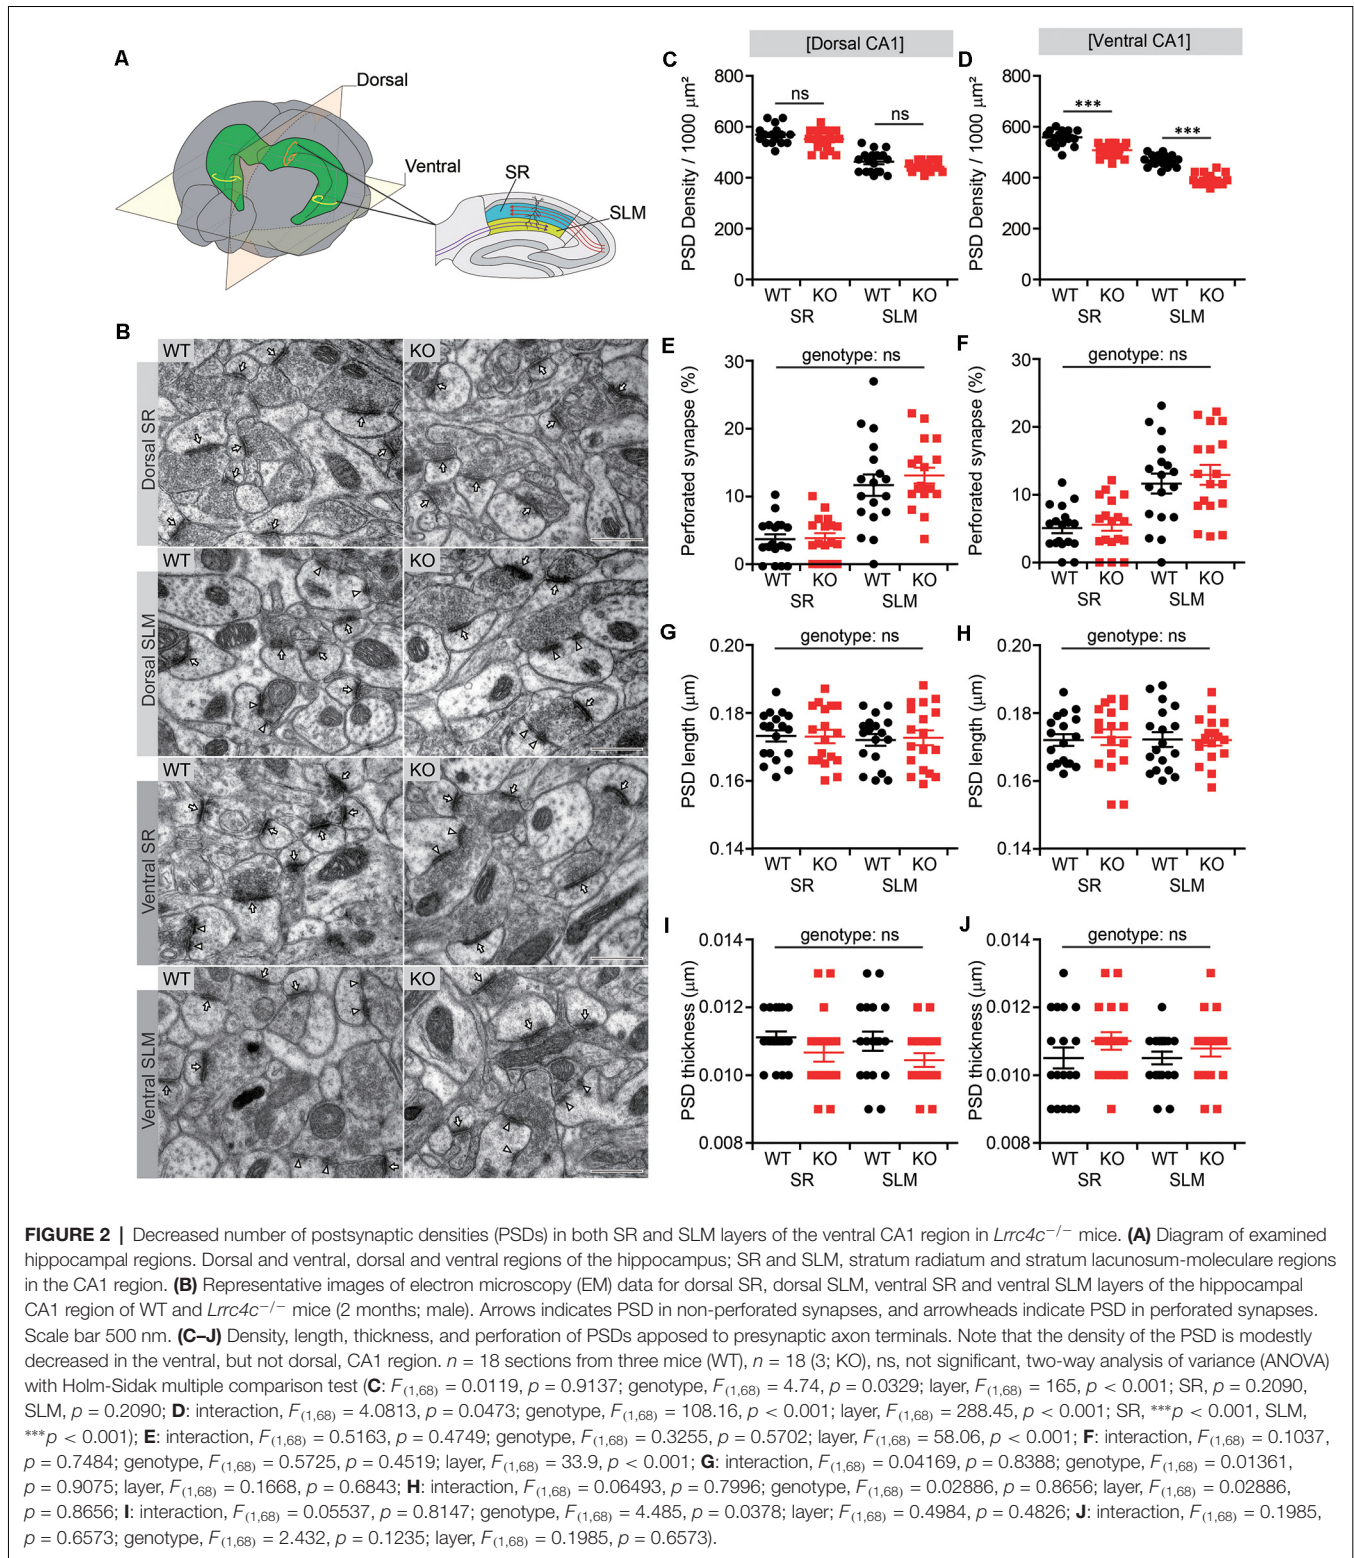 A
Dorsal
Ventral
SR
SLM
B
WT
KO
Dorsal SR
WT
KO
Dorsal SLM
WT
KO
Ventral SR
WT
KO
Ventral SLM
[Dorsal CA1]
C
PSD Density / 1000 µm²
800
600
400
200
0
ns
ns
WT KO WT KO
SR SLM
[Ventral CA1]
D
PSD Density / 1000 µm²
800
600
400
200
0
***
***
WT KO WT KO
SR SLM
E
Perforated synapse (%)
30
20
10
0
genotype: ns
WT KO WT KO
SR SLM
F
Perforated synapse (%)
30
20
10
0
genotype: ns
WT KO WT KO
SR SLM
G
PSD length (µm)
0.20
0.18
0.16
0.14
genotype: ns
WT KO WT KO
SR SLM
H
PSD length (µm)
0.20
0.18
0.16
0.14
genotype: ns
WT KO WT KO
SR SLM
I
PSD thickness (µm)
0.014
0.012
0.010
0.008
genotype: ns
WT KO WT KO
SR SLM
J
PSD thickness (µm)
0.014
0.012
0.010
0.008
genotype: ns
WT KO WT KO
SR SLM
FIGURE 2 | Decreased number of postsynaptic densities (PSDs) in both SR and SLM layers of the ventral CA1 region in Lrrc4c−/− mice. (A) Diagram of examined
hippocampal regions. Dorsal and ventral, dorsal and ventral regions of the hippocampus; SR and SLM, stratum radiatum and stratum lacunosum-moleculare regions
in the CA1 region. (B) Representative images of electron microscopy (EM) data for dorsal SR, dorsal SLM, ventral SR and ventral SLM layers of the hippocampal
CA1 region of WT and Lrrc4c−/− mice (2 months; male). Arrows indicates PSD in non-perforated synapses, and arrowheads indicate PSD in perforated synapses.
Scale bar 500 nm. (C–J) Density, length, thickness, and perforation of PSDs apposed to presynaptic axon terminals. Note that the density of the PSD is modestly
decreased in the ventral, but not dorsal, CA1 region. n = 18 sections from three mice (WT), n = 18 (3; KO), ns, not significant, two-way analysis of variance (ANOVA)
with Holm-Sidak multiple comparison test (C: F(1,68) = 0.0119, p = 0.9137; genotype, F(1,68) = 4.74, p = 0.0329; layer, F(1,68) = 165, p < 0.001; SR, p = 0.2090,
SLM, p = 0.2090; D: interaction, F(1,68) = 4.0813, p = 0.0473; genotype, F(1,68) = 108.16, p < 0.001; layer, F(1,68) = 288.45, p < 0.001; SR, ***p < 0.001, SLM,
***p < 0.001); E: interaction, F(1,68) = 0.5163, p = 0.4749; genotype, F(1,68) = 0.3255, p = 0.5702; layer, F(1,68) = 58.06, p < 0.001; F: interaction, F(1,68) = 0.1037,
p = 0.7484; genotype, F(1,68) = 0.5725, p = 0.4519; layer, F(1,68) = 33.9, p < 0.001; G: interaction, F(1,68) = 0.04169, p = 0.8388; genotype, F(1,68) = 0.01361,
p = 0.9075; layer, F(1,68) = 0.1668, p = 0.6843; H: interaction, F(1,68) = 0.06493, p = 0.7996; genotype, F(1,68) = 0.02886, p = 0.8656; layer, F(1,68) = 0.02886,
p = 0.8656; I: interaction, F(1,68) = 0.05537, p = 0.8147; genotype, F(1,68) = 4.485, p = 0.0378; layer; F(1,68) = 0.4984, p = 0.4826; J: interaction, F(1,68) = 0.1985,
p = 0.6573; genotype, F(1,68) = 2.432, p = 0.1235; layer, F(1,68) = 0.1985, p = 0.6573).